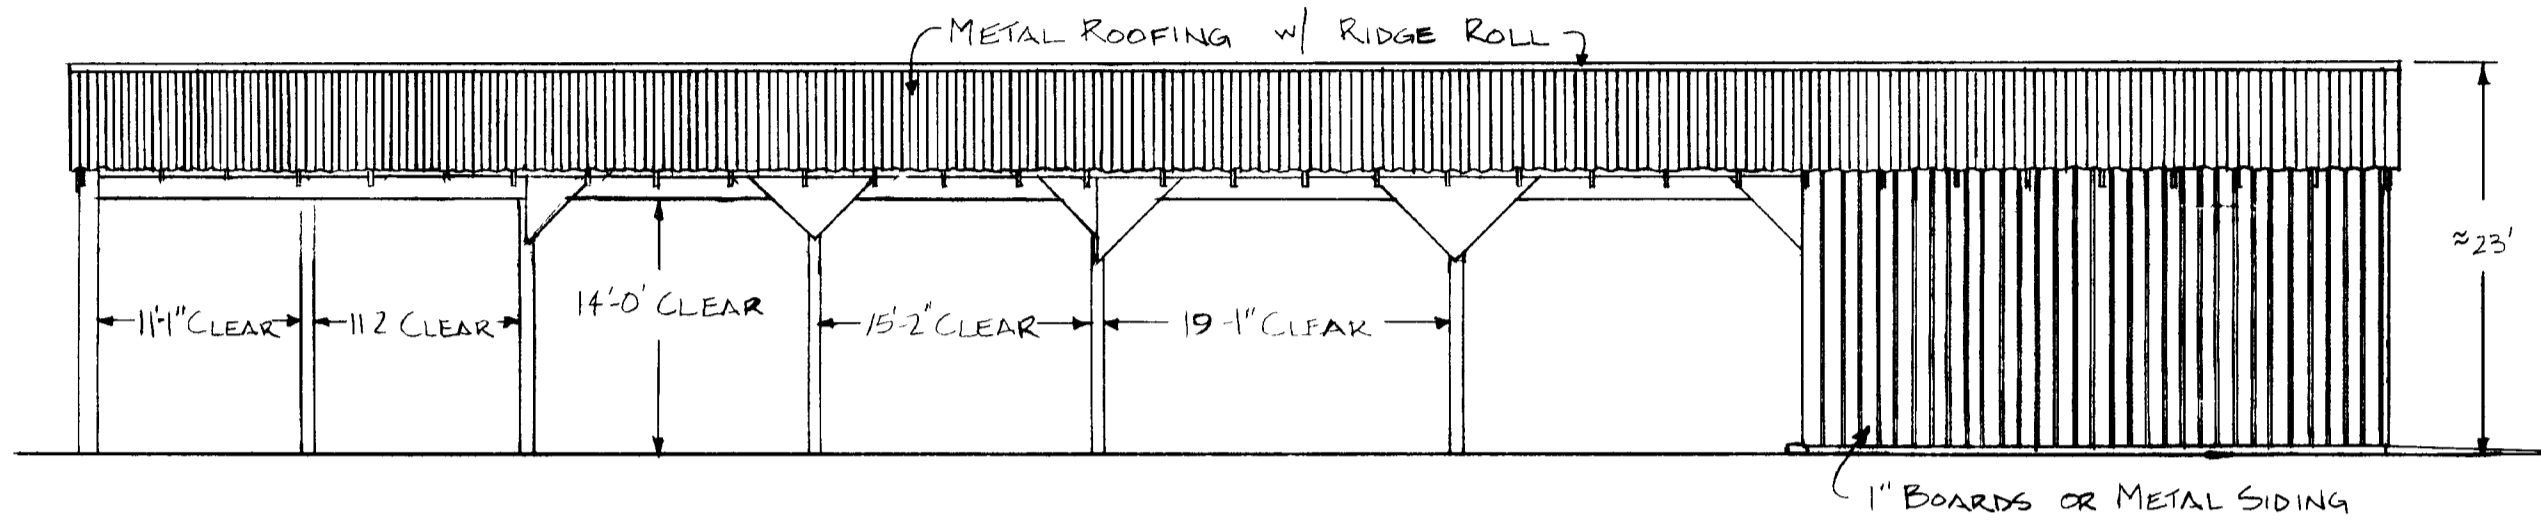 METAL ROOFING w/ RIDGE ROLL
≈23'
14'-0' CLEAR
11'-1" CLEAR
11 2 CLEAR
15'-2" CLEAR
19-1" CLEAR
1" BOARDS OR METAL SIDING